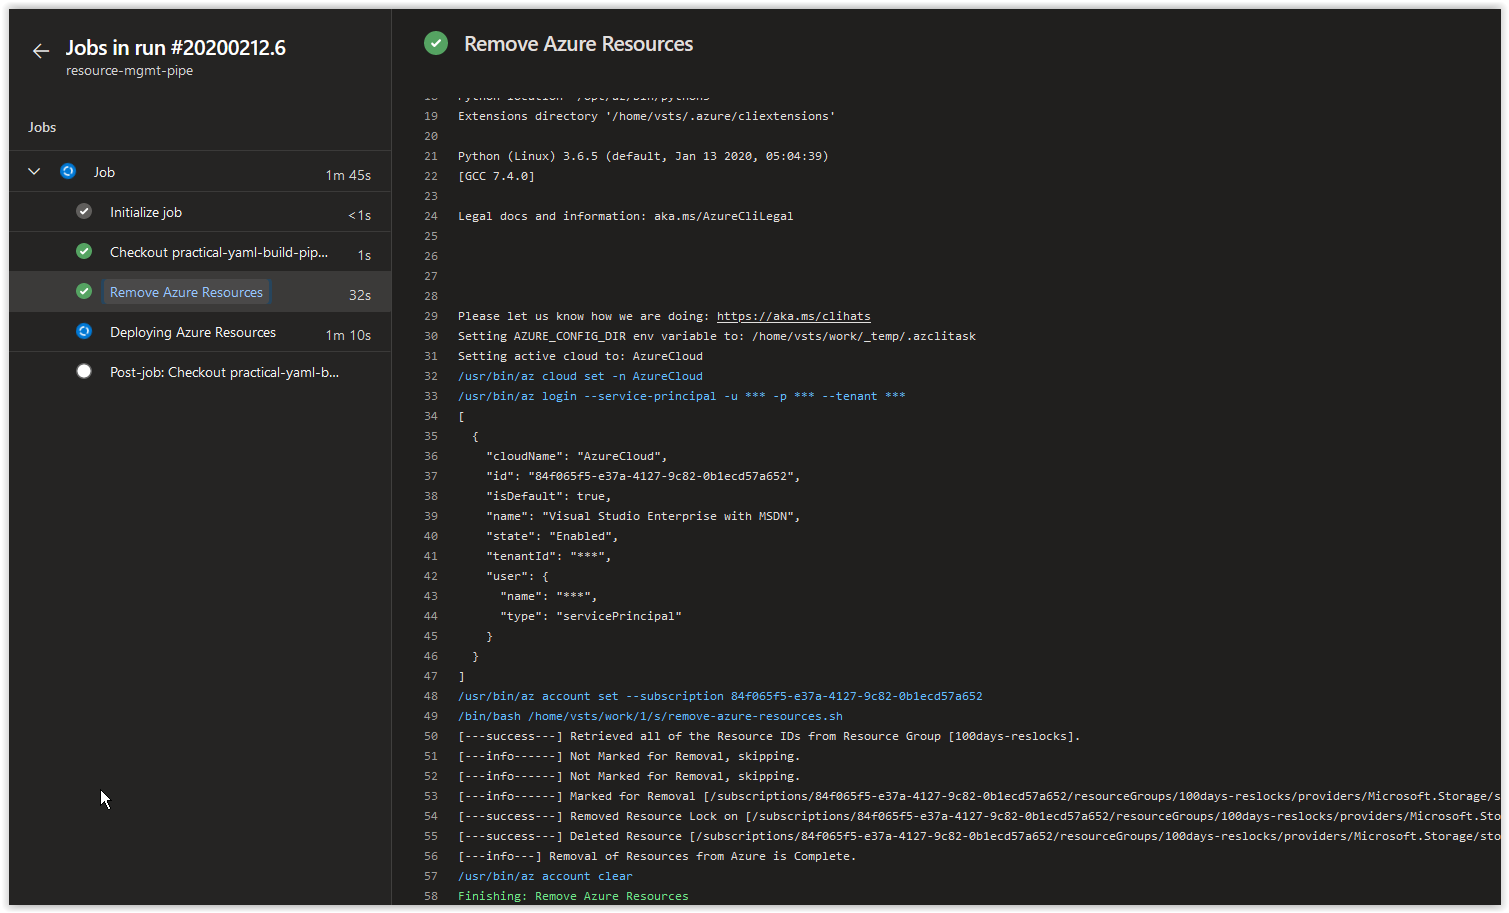 Jobs in run #20200212.6
resource-mgmt-pipe
Jobs
Job 1m 45s
Initialize job <1s
Checkout practical-yaml-build-pip... 1s
Remove Azure Resources 32s
Deploying Azure Resources 1m 10s
Post-job: Checkout practical-yaml-b...
Remove Azure Resources
18 Python location '/opt/az/bin/python3'
19 Extensions directory '/home/vsts/.azure/cliextensions'
20
21 Python (Linux) 3.6.5 (default, Jan 13 2020, 05:04:39)
22 [GCC 7.4.0]
23
24 Legal docs and information: aka.ms/AzureCliLegal
25
26
27
28
29 Please let us know how we are doing: https://aka.ms/clihats
30 Setting AZURE_CONFIG_DIR env variable to: /home/vsts/work/_temp/.azclitask
31 Setting active cloud to: AzureCloud
32 /usr/bin/az cloud set -n AzureCloud
33 /usr/bin/az login --service-principal -u *** -p *** --tenant ***
34 [
35 {
36 "cloudName": "AzureCloud",
37 "id": "84f065f5-e37a-4127-9c82-0b1ecd57a652",
38 "isDefault": true,
39 "name": "Visual Studio Enterprise with MSDN",
40 "state": "Enabled",
41 "tenantId": "***",
42 "user": {
43 "name": "***",
44 "type": "servicePrincipal"
45 }
46 }
47 ]
48 /usr/bin/az account set --subscription 84f065f5-e37a-4127-9c82-0b1ecd57a652
49 /bin/bash /home/vsts/work/1/s/remove-azure-resources.sh
50 [---success---] Retrieved all of the Resource IDs from Resource Group [100days-reslocks].
51 [---info------] Not Marked for Removal, skipping.
52 [---info------] Not Marked for Removal, skipping.
53 [---info------] Marked for Removal [/subscriptions/84f065f5-e37a-4127-9c82-0b1ecd57a652/resourceGroups/100days-reslocks/providers/Microsoft.Storage/s
54 [---success---] Removed Resource Lock on [/subscriptions/84f065f5-e37a-4127-9c82-0b1ecd57a652/resourceGroups/100days-reslocks/providers/Microsoft.Sto
55 [---success---] Deleted Resource [/subscriptions/84f065f5-e37a-4127-9c82-0b1ecd57a652/resourceGroups/100days-reslocks/providers/Microsoft.Storage/sto
56 [---info---] Removal of Resources from Azure is Complete.
57 /usr/bin/az account clear
58 Finishing: Remove Azure Resources